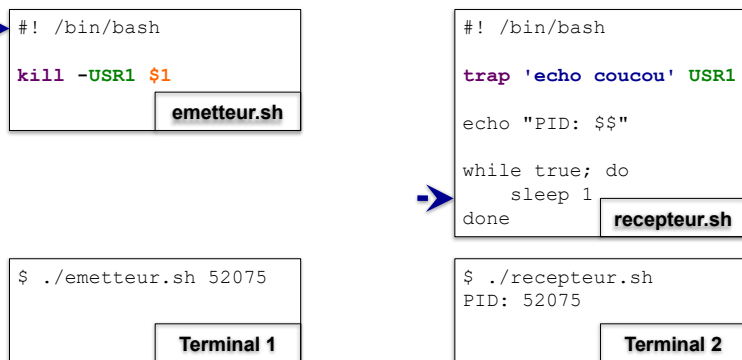 #! /bin/bash
kill -USR1 $1
emetteur.sh
#! /bin/bash
trap 'echo coucou' USR1
echo "PID: $$"
while true; do
sleep 1
done
recepteur.sh
$ ./emetteur.sh 52075
Terminal 1
$ ./recepteur.sh
PID: 52075
Terminal 2